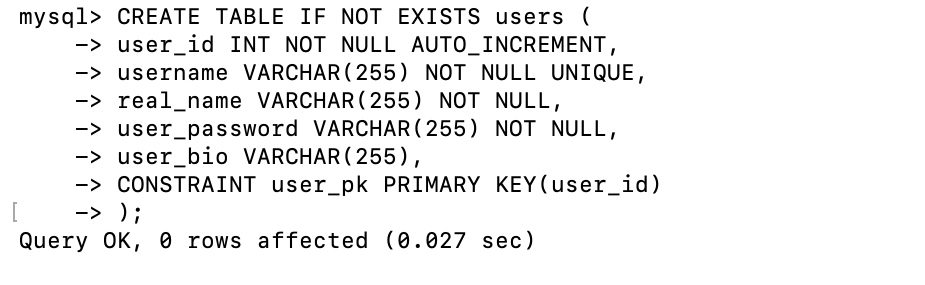 mysql> CREATE TABLE IF NOT EXISTS users (
    -> user_id INT NOT NULL AUTO_INCREMENT,
    -> username VARCHAR(255) NOT NULL UNIQUE,
    -> real_name VARCHAR(255) NOT NULL,
    -> user_password VARCHAR(255) NOT NULL,
    -> user_bio VARCHAR(255),
    -> CONSTRAINT user_pk PRIMARY KEY(user_id)
[    -> );
Query OK, 0 rows affected (0.027 sec)